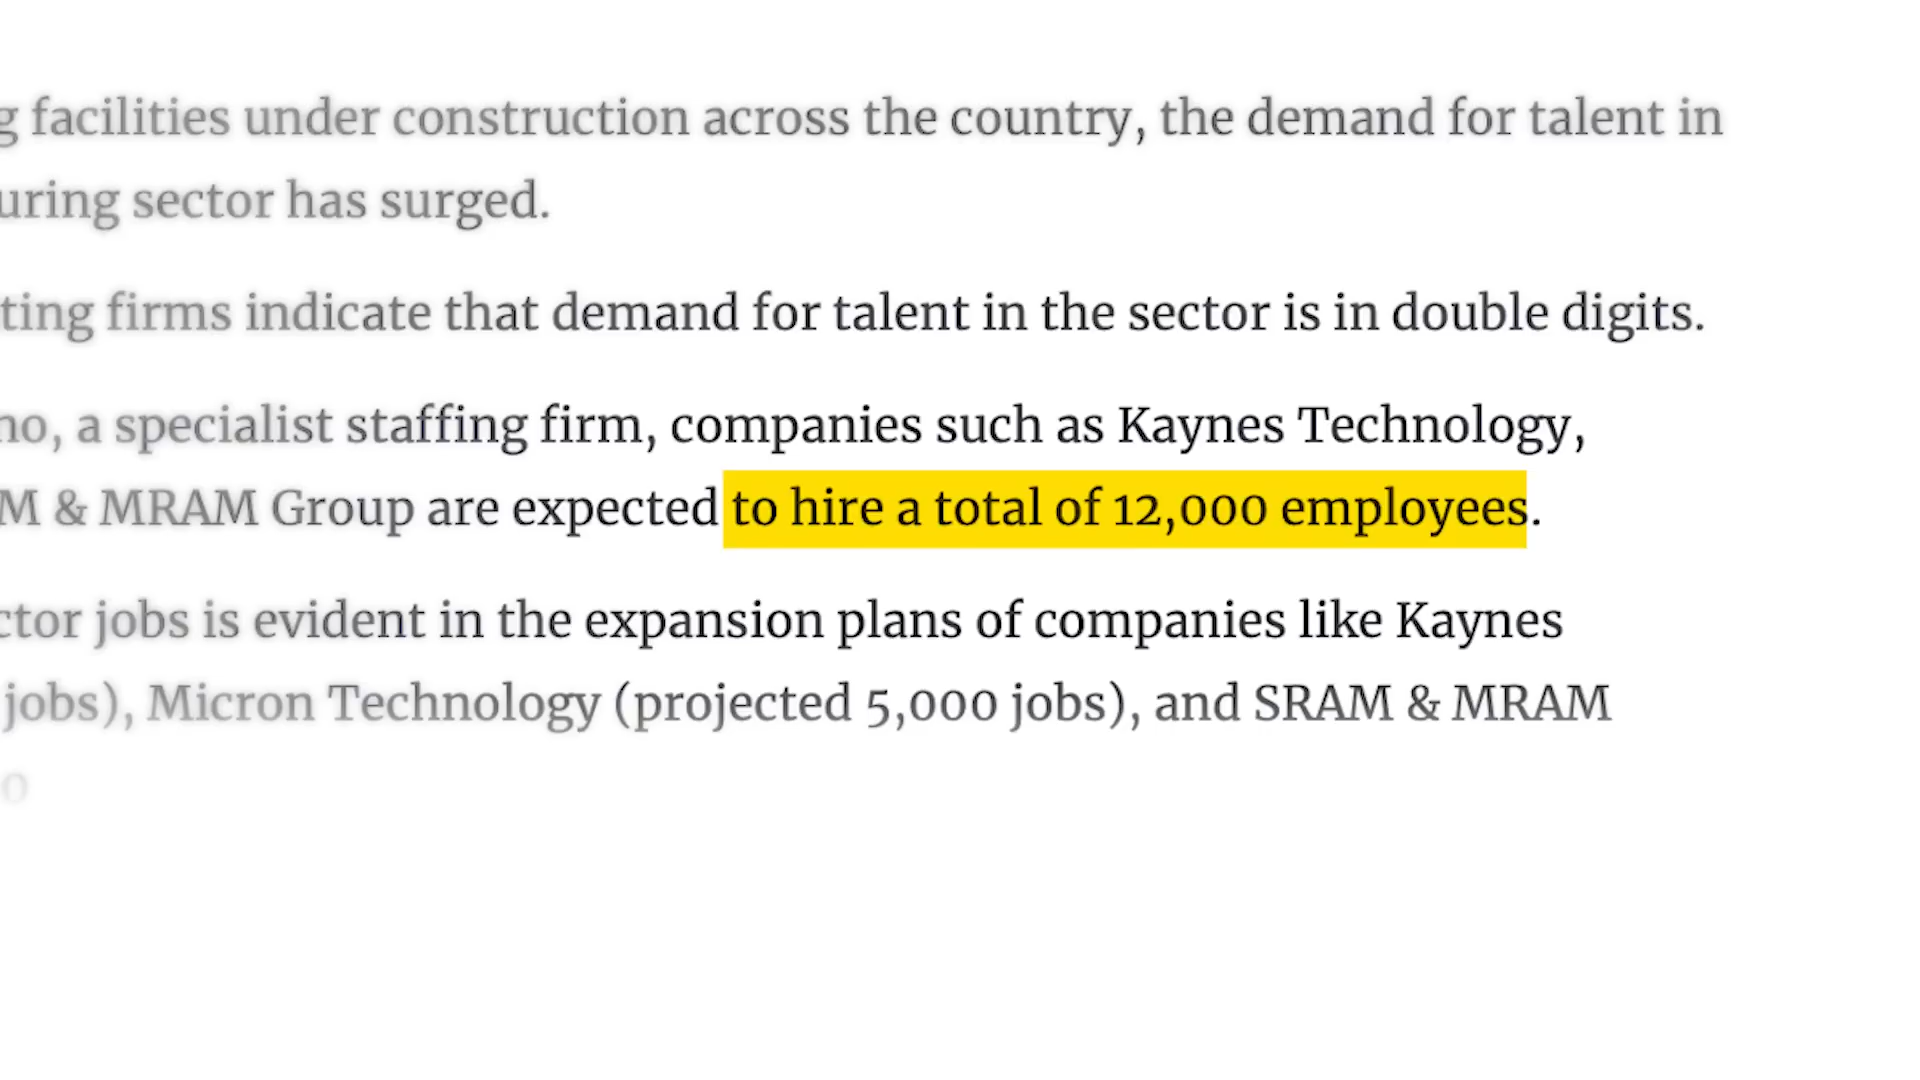 g facilities under construction across the country, the demand for talent in
uring sector has surged.
ting firms indicate that demand for talent in the sector is in double digits.
no, a specialist staffing firm, companies such as Kaynes Technology,
M & MRAM Group are expected to hire a total of 12,000 employees.
ctor jobs is evident in the expansion plans of companies like Kaynes
jobs), Micron Technology (projected 5,000 jobs), and SRAM & MRAM
0